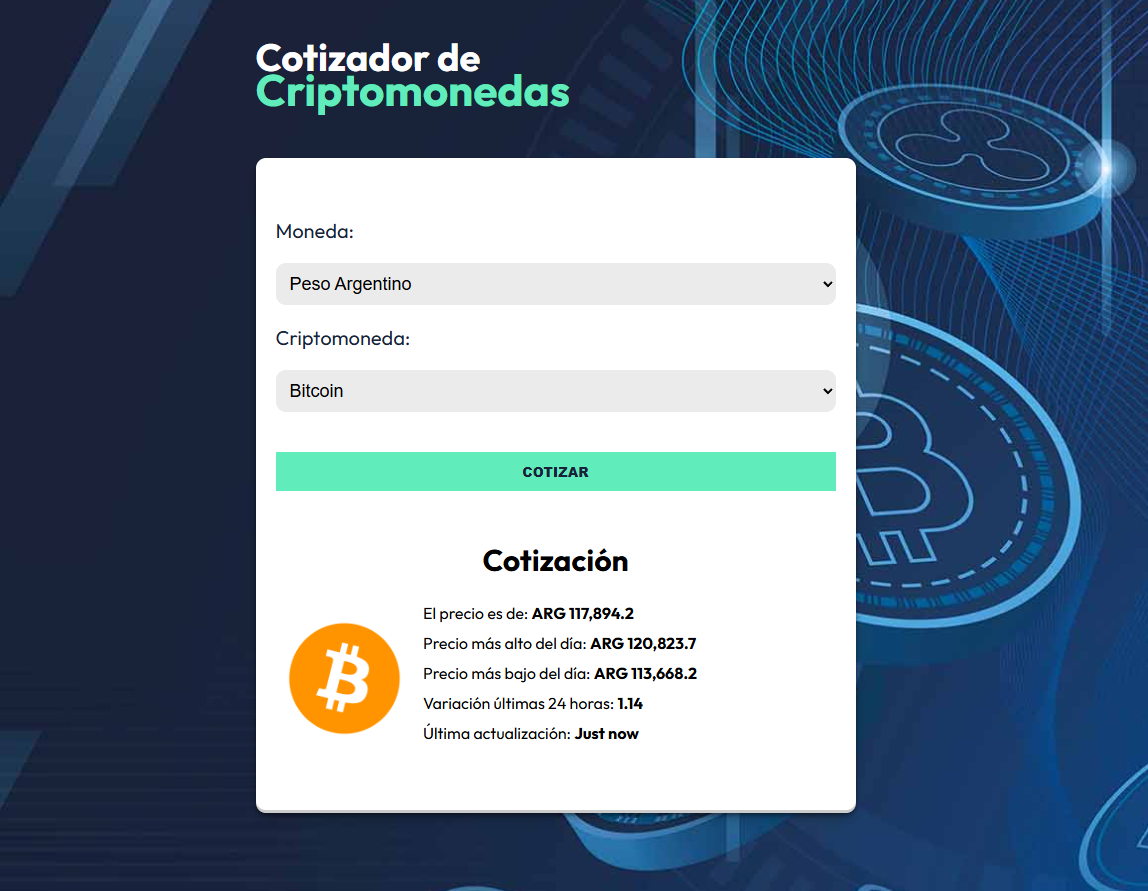 Cotizador de
Criptomonedas
Moneda:
Peso Argentino
Criptomoneda:
Bitcoin
COTIZAR
Cotización
El precio es de: ARG 117,894.2
Precio más alto del día: ARG 120,823.7
Precio más bajo del día: ARG 113,668.2
Variación últimas 24 horas: 1.14
Última actualización: Just now